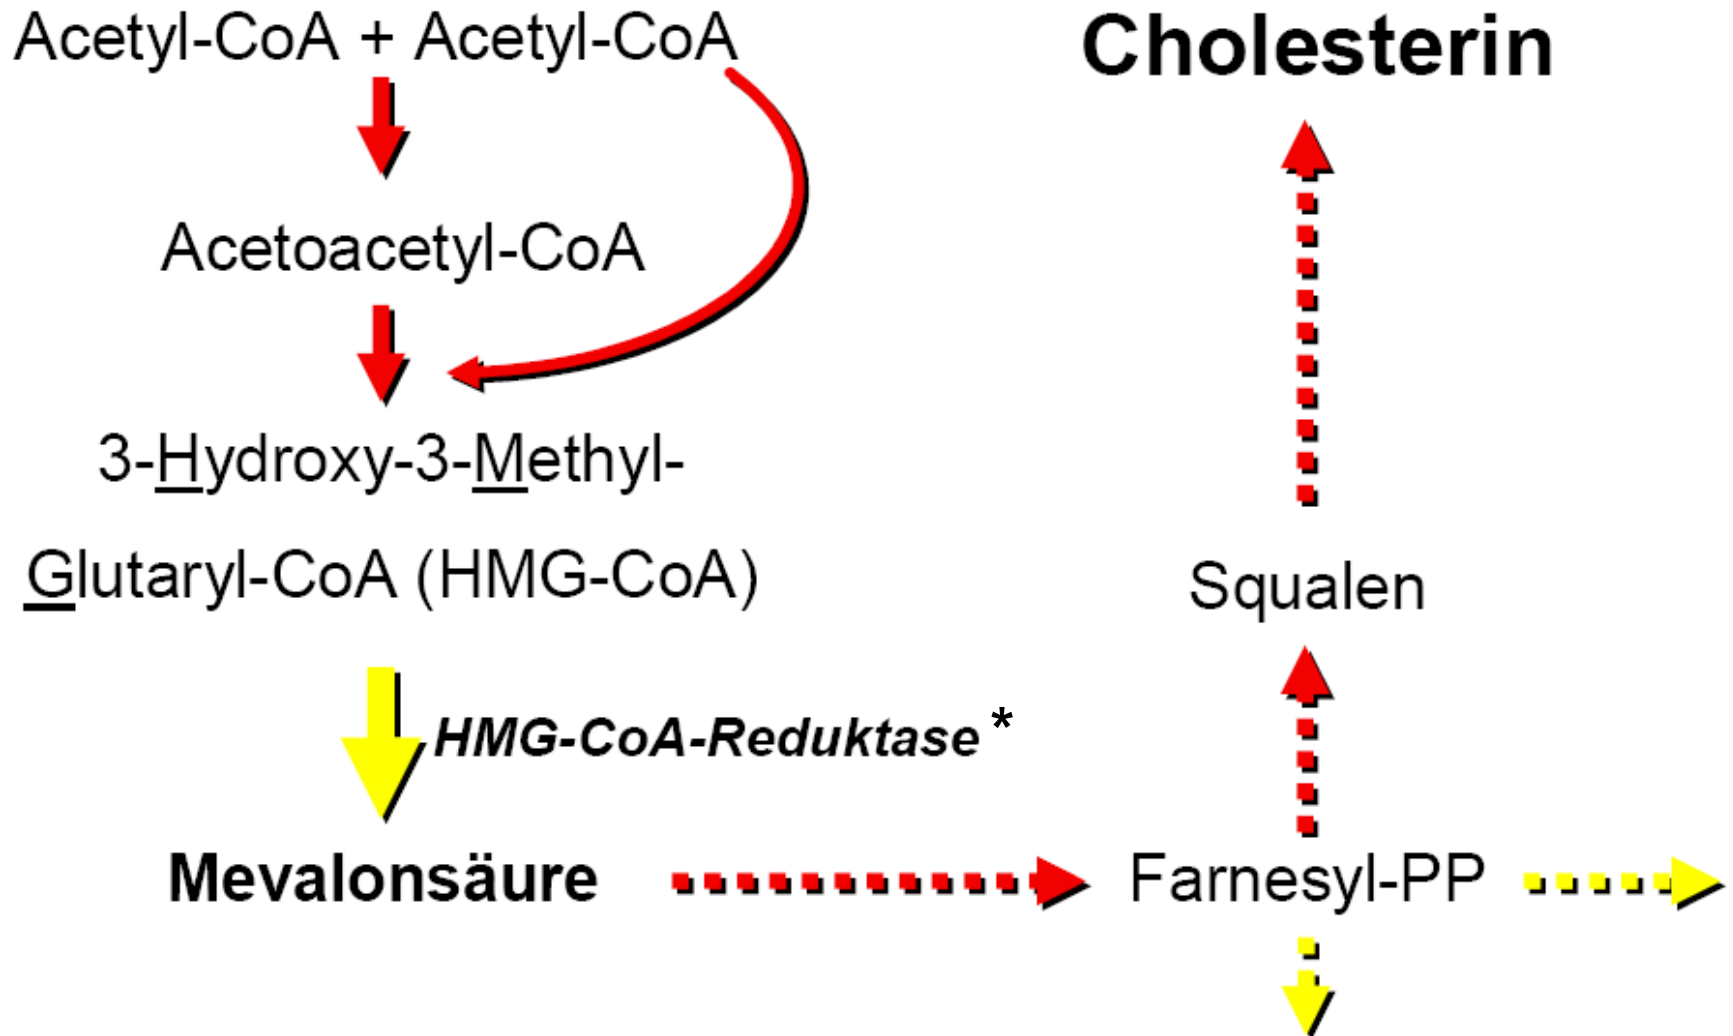 Acetyl-CoA + Acetyl-CoA
Acetoacetyl-CoA
3-Hydroxy-3-Methyl-
Glutaryl-CoA (HMG-CoA)
HMG-CoA-Reduktase *
Mevalonsäure
Farnesyl-PP
Squalen
Cholesterin